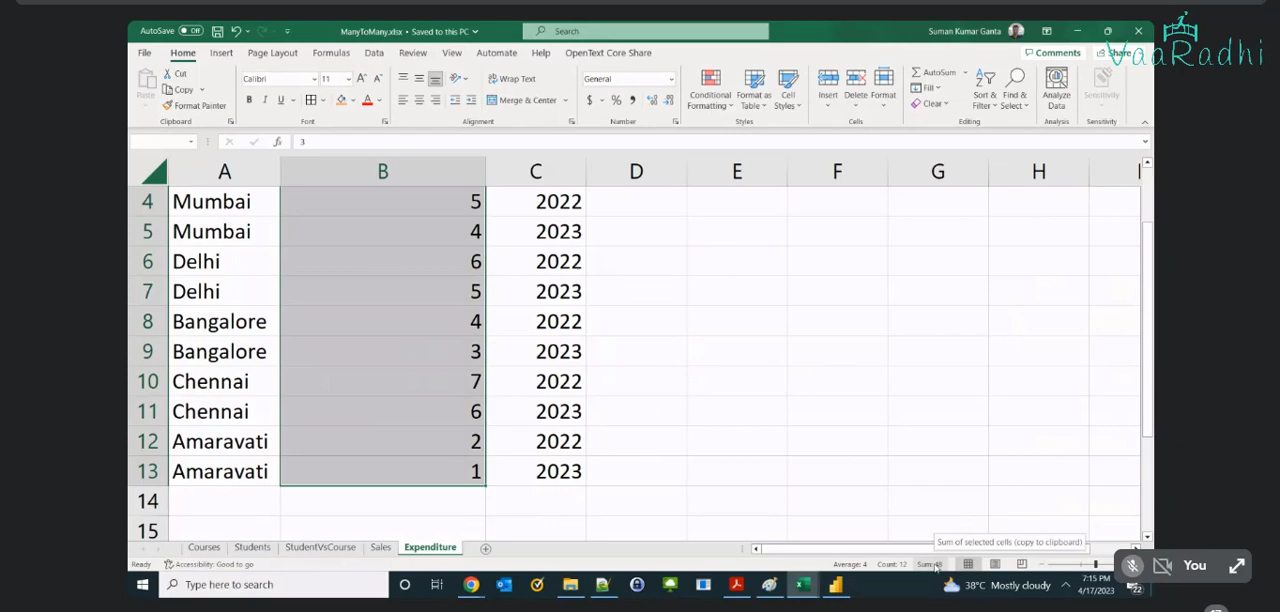 AutoSave Off ManyToMany.xlsx • Saved to this PC Search Suman Kumar Ganta
VaaRadhi
File Home Insert Page Layout Formulas Data Review View Automate Help OpenText Core Share Comments Share
Paste Cut Copy Format Painter
Calibri 11 B I U A
Wrap Text Merge & Center
General $ % ,
Conditional Formatting Format as Table Cell Styles
Insert Delete Format
AutoSum Fill Clear Sort & Filter Find & Select
Analyze Data Sensitivity
Clipboard Font Alignment Number Styles Cells Editing Analysis Sensitivity
fx 3
A B C D E F G H
4 Mumbai 5 2022
5 Mumbai 4 2023
6 Delhi 6 2022
7 Delhi 5 2023
8 Bangalore 4 2022
9 Bangalore 3 2023
10 Chennai 7 2022
11 Chennai 6 2023
12 Amaravati 2 2022
13 Amaravati 1 2023
14
15
Sum of selected cells (copy to clipboard)
Courses Students StudentVsCourse Sales Expenditure
Ready Accessibility: Good to go Average: 4 Count: 12
You
Type here to search 38°C Mostly cloudy 7:15 PM
4/17/2023 22